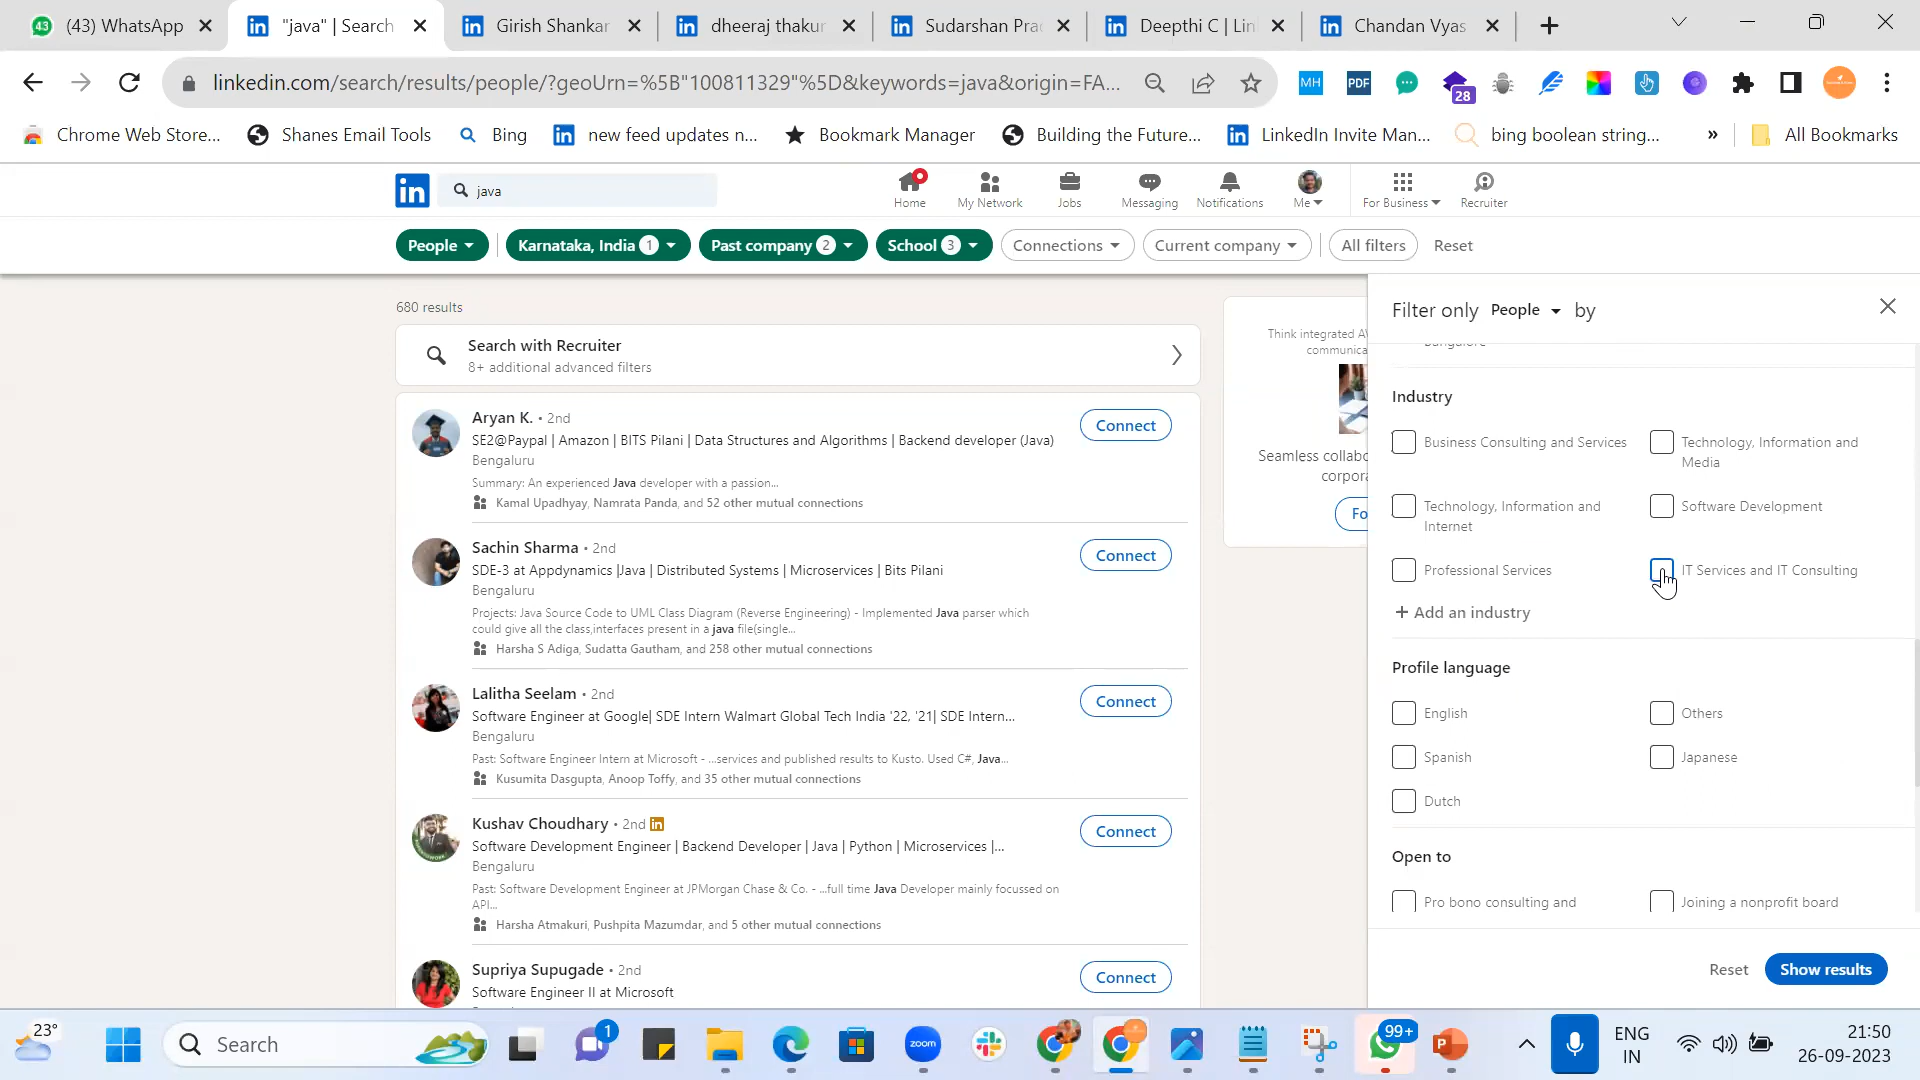 43
(43) WhatsApp
"java" | Search
Girish Shankar
dheeraj thakur
Sudarshan Pra
Deepthi C | Lin
Chandan Vyas
linkedin.com/search/results/people/?geoUrn=%5B"100811329"%5D&keywords=java&origin=FA...
MH
PDF
28
Chrome Web Store...
Shanes Email Tools
Bing
new feed updates n...
Bookmark Manager
Building the Future...
LinkedIn Invite Man...
bing boolean string...
»
All Bookmarks
in
java
Home
My Network
Jobs
Messaging
Notifications
Me
For Business
Recruiter
People
Karnataka, India 1
Past company 2
School 3
Connections
Current company
All filters
Reset
680 results
Search with Recruiter
8+ additional advanced filters
Aryan K. • 2nd
SE2@Paypal | Amazon | BITS Pilani | Data Structures and Algorithms | Backend developer (Java)
Bengaluru
Summary: An experienced Java developer with a passion...
Kamal Upadhyay, Namrata Panda, and 52 other mutual connections
Connect
Sachin Sharma • 2nd
SDE-3 at Appdynamics |Java | Distributed Systems | Microservices | Bits Pilani
Bengaluru
Projects: Java Source Code to UML Class Diagram (Reverse Engineering) - Implemented Java parser which
could give all the class,interfaces present in a java file(single...
Harsha S Adiga, Sudatta Gautham, and 258 other mutual connections
Connect
Lalitha Seelam • 2nd
Software Engineer at Google| SDE Intern Walmart Global Tech India '22, '21| SDE Intern...
Bengaluru
Past: Software Engineer Intern at Microsoft - ...services and published results to Kusto. Used C#, Java...
Kusumita Dasgupta, Anoop Toffy, and 35 other mutual connections
Connect
Kushav Choudhary • 2nd in
Software Development Engineer | Backend Developer | Java | Python | Microservices |...
Bengaluru
Past: Software Development Engineer at JPMorgan Chase & Co. - ...full time Java Developer mainly focussed on
API...
Harsha Atmakuri, Pushpita Mazumdar, and 5 other mutual connections
Connect
Supriya Supugade • 2nd
Software Engineer II at Microsoft
Connect
Think integrated AV
communica
Seamless collabo
corpora
Fo
Filter only People by
Industry
Business Consulting and Services
Technology, Information and
Media
Technology, Information and
Internet
Software Development
Professional Services
IT Services and IT Consulting
+ Add an industry
Profile language
English
Others
Spanish
Japanese
Dutch
Open to
Pro bono consulting and
Joining a nonprofit board
Reset
Show results
23°
Search
1
zoom
99+
P
ENG
IN
21:50
26-09-2023